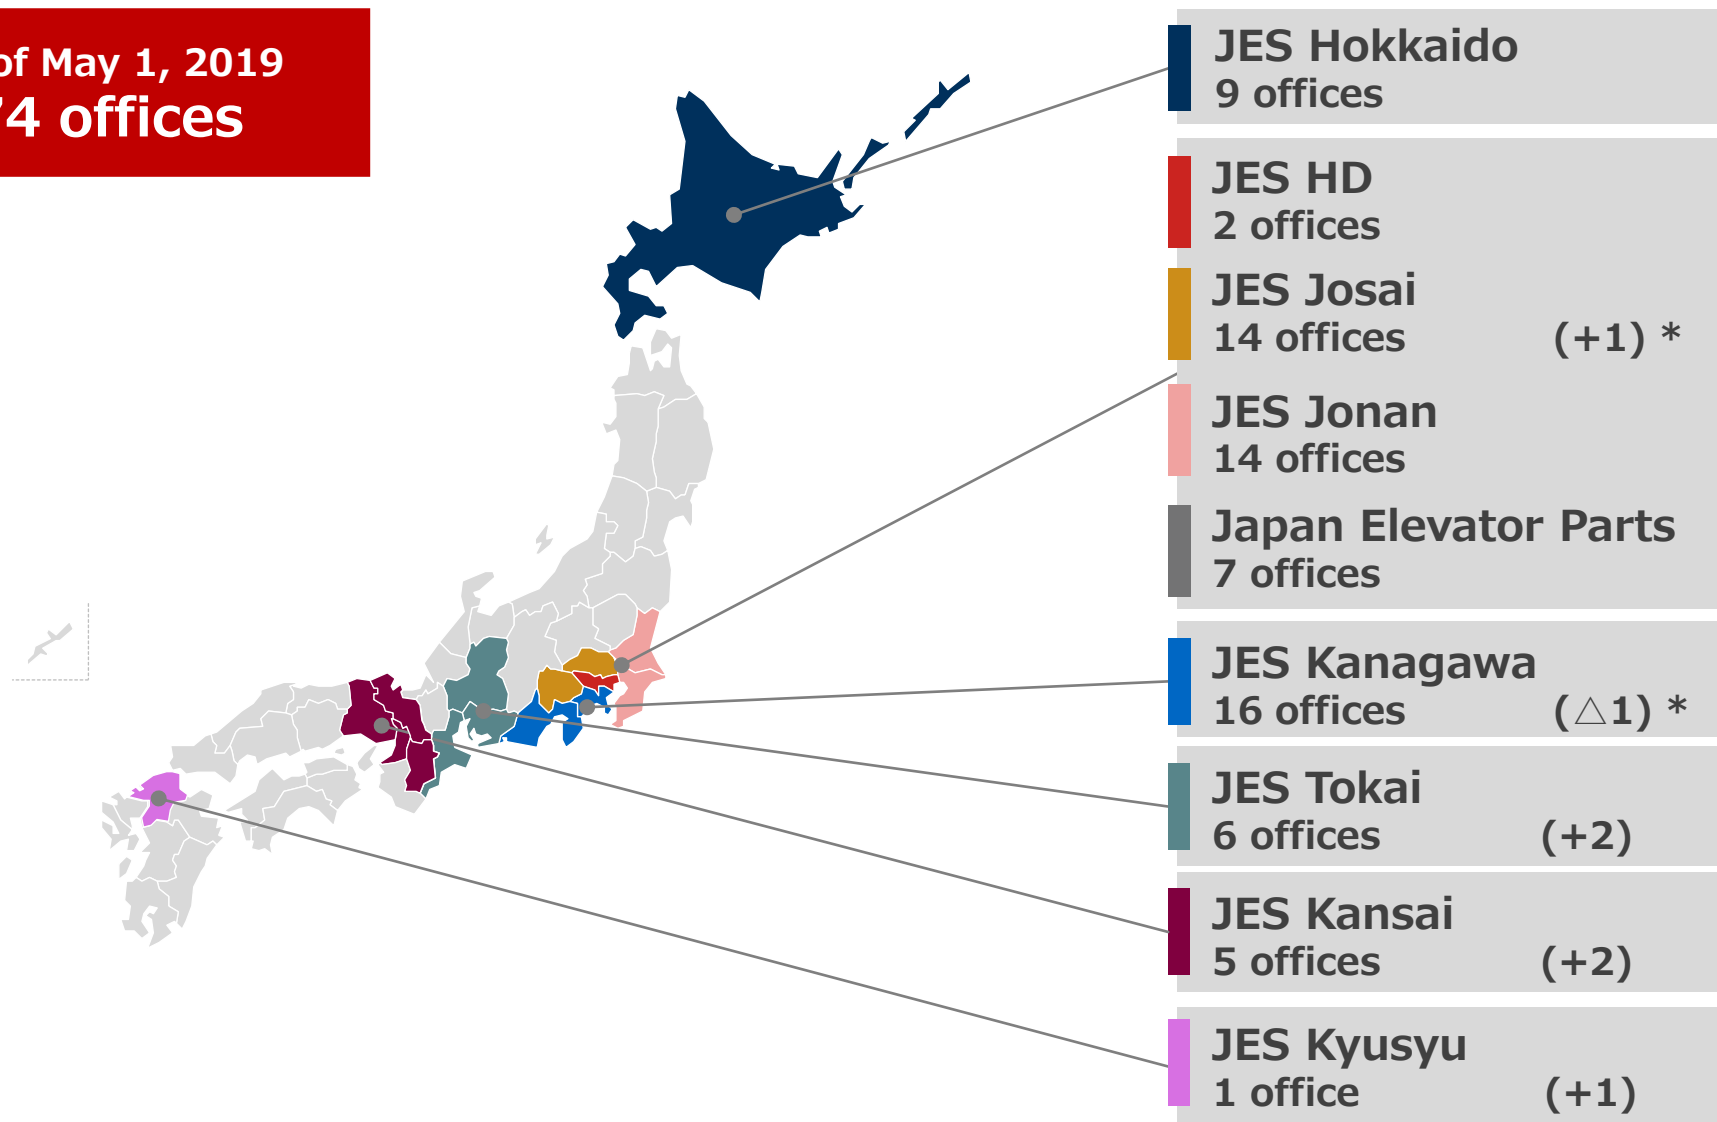 of May 1, 2019
74 offices
JES Hokkaido
9 offices
JES HD
2 offices
JES Josai
14 offices (+1) *
JES Jonan
14 offices
Japan Elevator Parts
7 offices
JES Kanagawa
16 offices (△1) *
JES Tokai
6 offices (+2)
JES Kansai
5 offices (+2)
JES Kyusyu
1 office (+1)